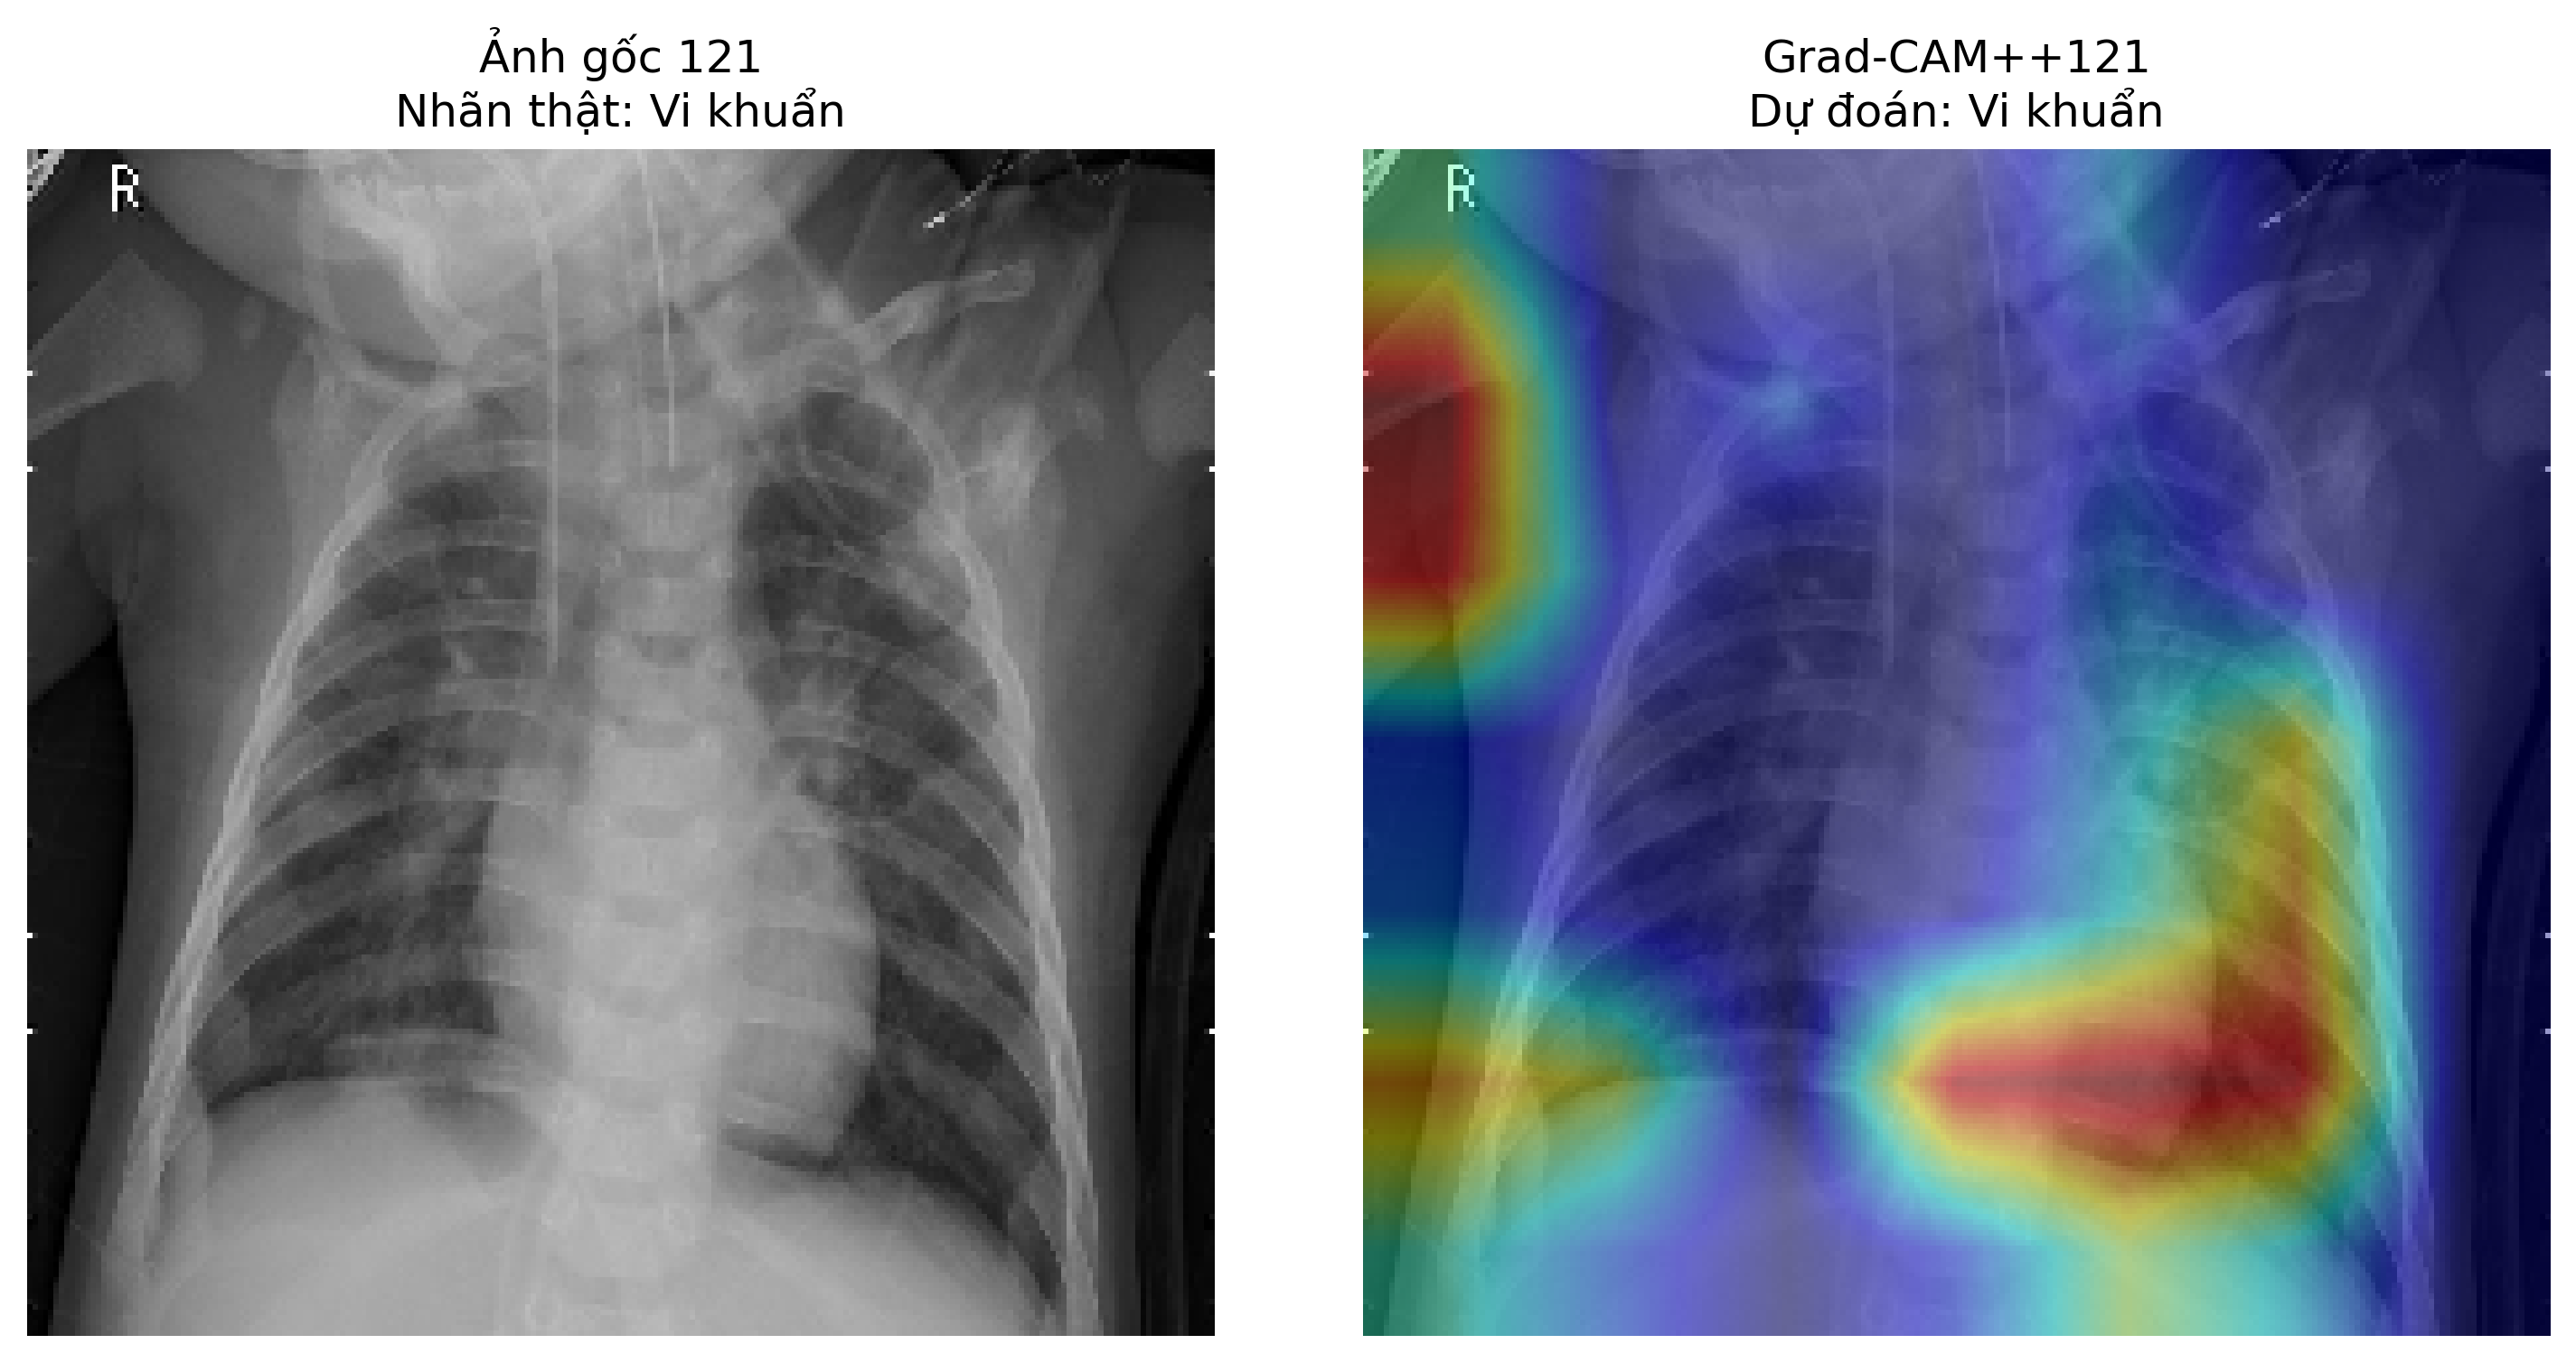 Ảnh gốc 121
Nhãn thật: Vi khuẩn
R
Grad-CAM++121
Dự đoán: Vi khuẩn
R